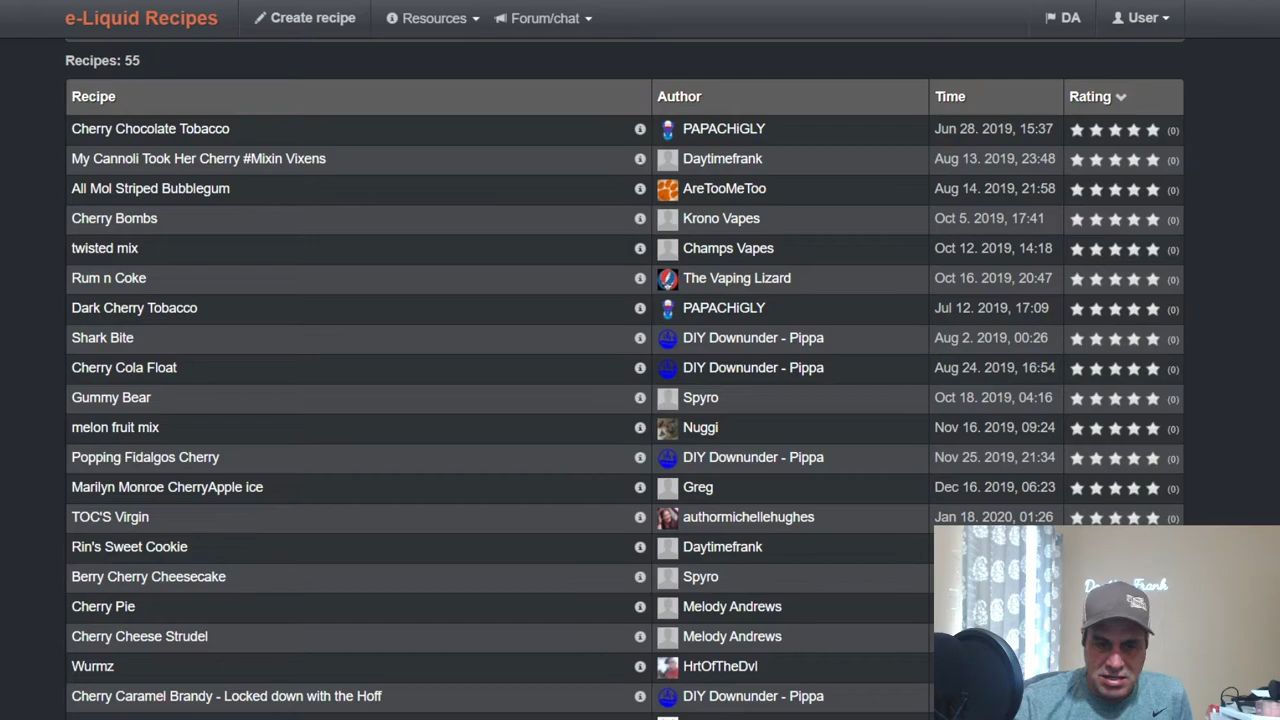 e-Liquid Recipes Create recipe Resources Forum/chat DA User
Recipes: 55
Recipe Author Time Rating
Cherry Chocolate Tobacco PAPACHiGLY Jun 28. 2019, 15:37 (0)
My Cannoli Took Her Cherry #Mixin Vixens Daytimefrank Aug 13. 2019, 23:48 (0)
All Mol Striped Bubblegum AreTooMeToo Aug 14. 2019, 21:58 (0)
Cherry Bombs Krono Vapes Oct 5. 2019, 17:41 (0)
twisted mix Champs Vapes Oct 12. 2019, 14:18 (0)
Rum n Coke The Vaping Lizard Oct 16. 2019, 20:47 (0)
Dark Cherry Tobacco PAPACHiGLY Jul 12. 2019, 17:09 (0)
Shark Bite DIY Downunder - Pippa Aug 2. 2019, 00:26 (0)
Cherry Cola Float DIY Downunder - Pippa Aug 24. 2019, 16:54 (0)
Gummy Bear Spyro Oct 18. 2019, 04:16 (0)
melon fruit mix Nuggi Nov 16. 2019, 09:24 (0)
Popping Fidalgos Cherry DIY Downunder - Pippa Nov 25. 2019, 21:34 (0)
Marilyn Monroe CherryApple ice Greg Dec 16. 2019, 06:23 (0)
TOC'S Virgin authormichellehughes Jan 18. 2020, 01:26 (0)
Rin's Sweet Cookie Daytimefrank
Berry Cherry Cheesecake Spyro
Cherry Pie Melody Andrews
Cherry Cheese Strudel Melody Andrews
Wurmz HrtOfTheDvl
Cherry Caramel Brandy - Locked down with the Hoff DIY Downunder - Pippa
Frank